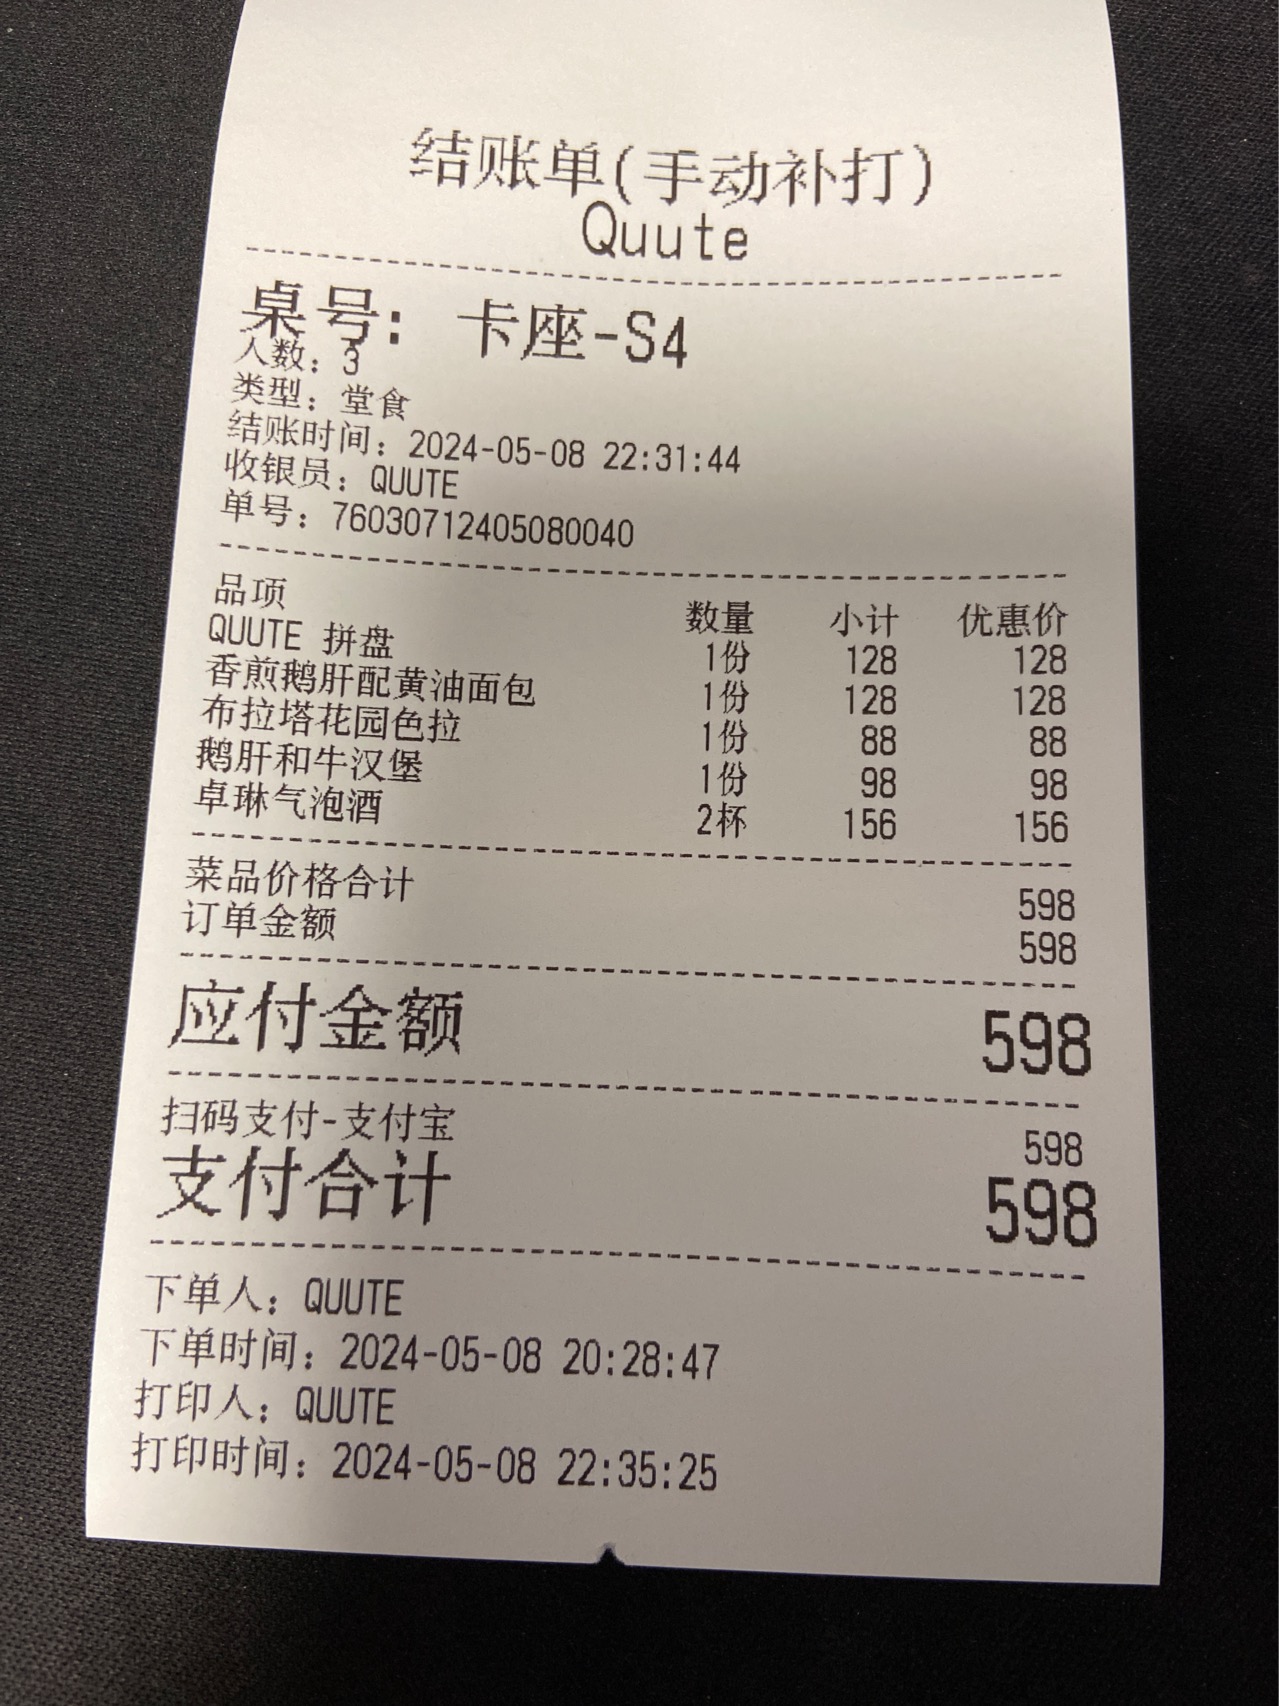 结账单(手动补打)
Quute
桌号: 卡座-S4
人数: 3
类型: 堂食
结账时间: 2024-05-08 22:31:44
收银员: QUUTE
单号: 76030712405080040
品项 数量 小计 优惠价
QUUTE 拼盘 1份 128 128
香煎鹅肝配黄油面包 1份 128 128
布拉塔花园色拉 1份 88 88
鹅肝和牛汉堡 1份 98 98
卓琳气泡酒 2杯 156 156
菜品价格合计 598
订单金额 598
应付金额 598
扫码支付-支付宝 598
支付合计 598
下单人: QUUTE
下单时间: 2024-05-08 20:28:47
打印人: QUUTE
打印时间: 2024-05-08 22:35:25